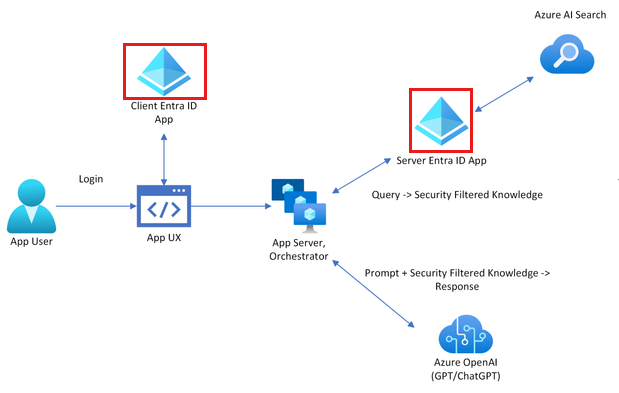 Azure AI Search
Client Entra ID
App
Server Entra ID App
Login
Query -> Security Filtered Knowledge
</>
App User
App UX
App Server,
Orchestrator
Prompt + Security Filtered Knowledge ->
Response
Azure OpenAI
(GPT/ChatGPT)